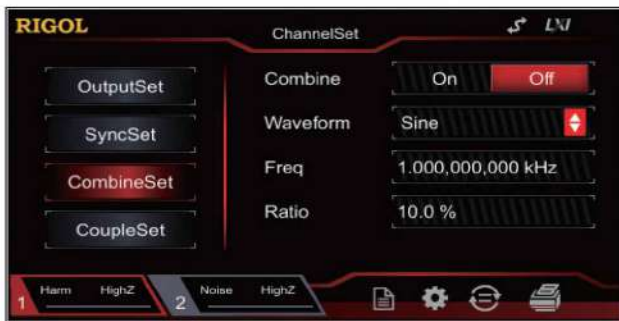 RIGOL
ChannelSet
LXI
OutputSet
SyncSet
CombineSet
CoupleSet
Combine On Off
Waveform Sine
Freq 1.000,000,000 kHz
Ratio 10.0 %
1 Harm HighZ
2 Noise HighZ